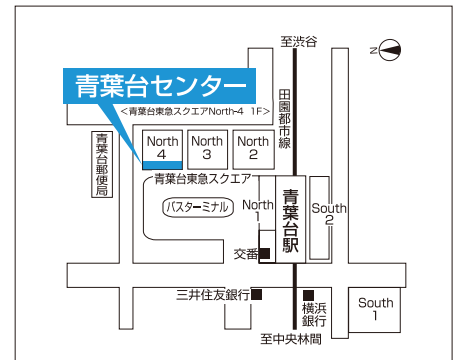 至渋谷
N
青葉台センター
田園都市線
<青葉台東急スクエアNorth-4 1F>
青葉台郵便局
North
4
North
3
North
2
青葉台東急スクエア
バスターミナル
North
1
青葉台駅
South
2
交番
三井住友銀行
横浜
銀行
South
1
至中央林間